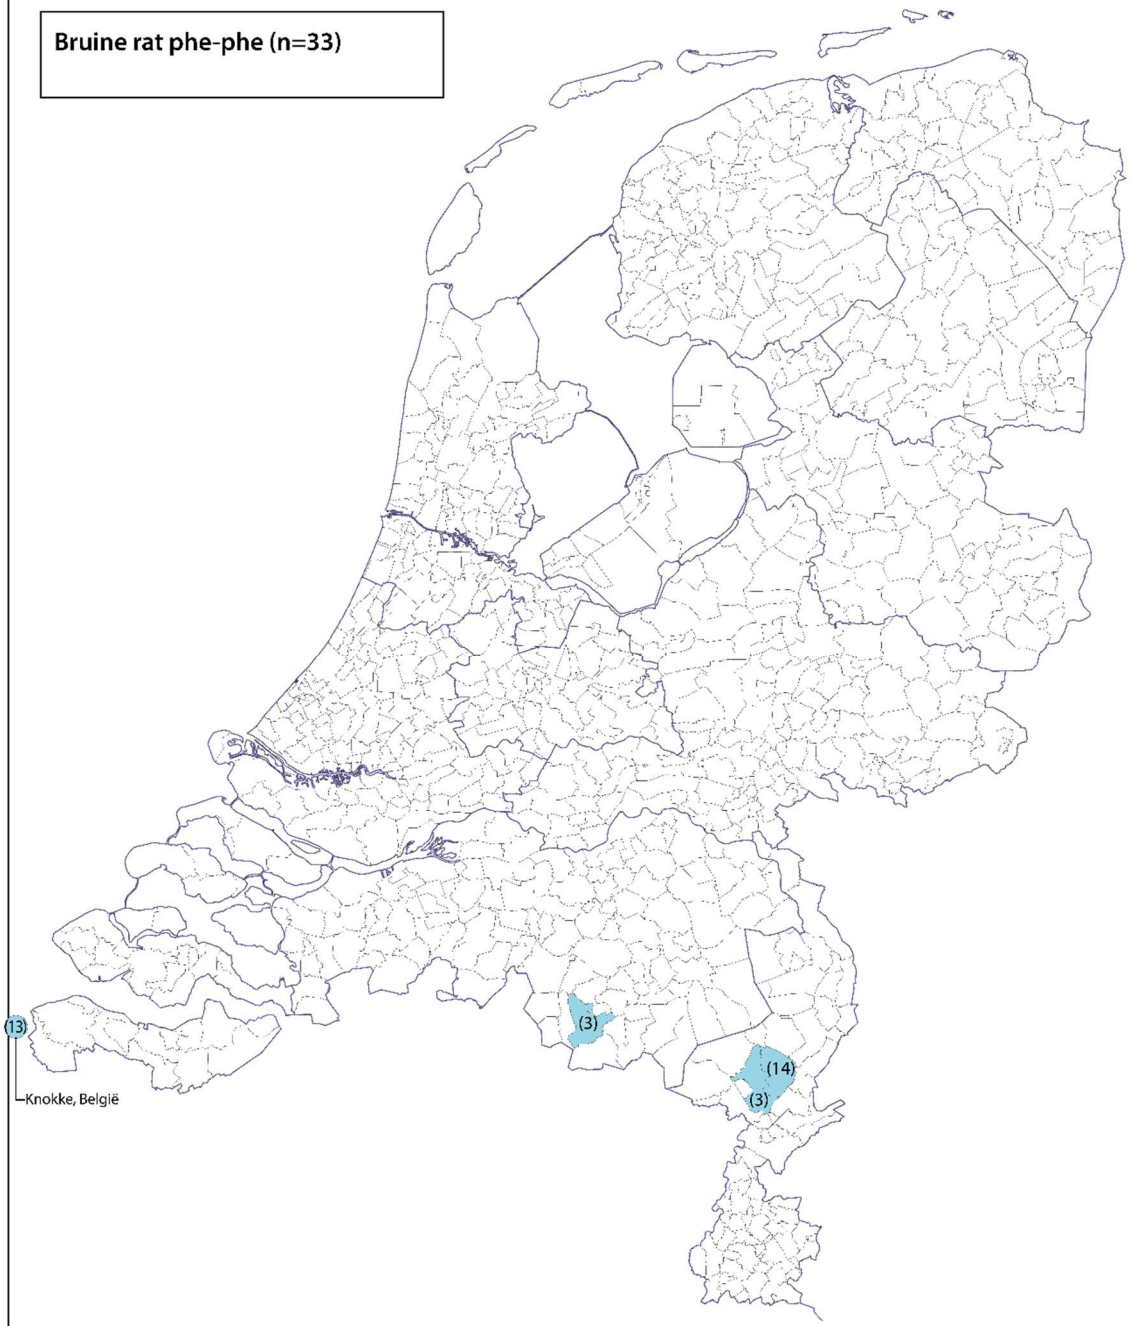 Bruine rat phe-phe (n=33)
(3)
(13)
(14)
(3)
Knokke, België